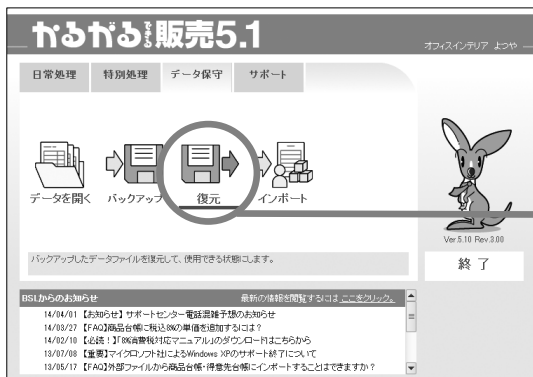 かるがるできる販売5.1
オフィスインテリア よつや
日常処理 特別処理 データ保守 サポート
データを開く バックアップ 復元 インポート
Ver.5.10 Rev.3.00
バックアップしたデータファイルを復元して、使用できる状態にします。
終 了
BSLからのお知らせ 最新の情報を閲覧するには ここをクリック。
14/04/01 【お知らせ】サポートセンター電話混雑予想のお知らせ
14/03/27 【FAQ】商品台帳に税込8%の単価を追加するには?
14/02/10 【必読!】「8%消費税対応マニュアル」のダウンロードはこちらから
13/07/08 【重要】マイクロソフト社によるWindows XPのサポート終了について
13/05/17 【FAQ】外部ファイルから商品台帳・得意先台帳にインポートすることはできますか?